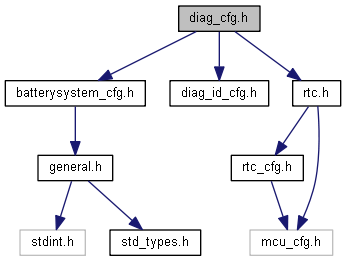 diag_cfg.h
batterysystem_cfg.h
diag_id_cfg.h
rtc.h
general.h
rtc_cfg.h
stdint.h
std_types.h
mcu_cfg.h